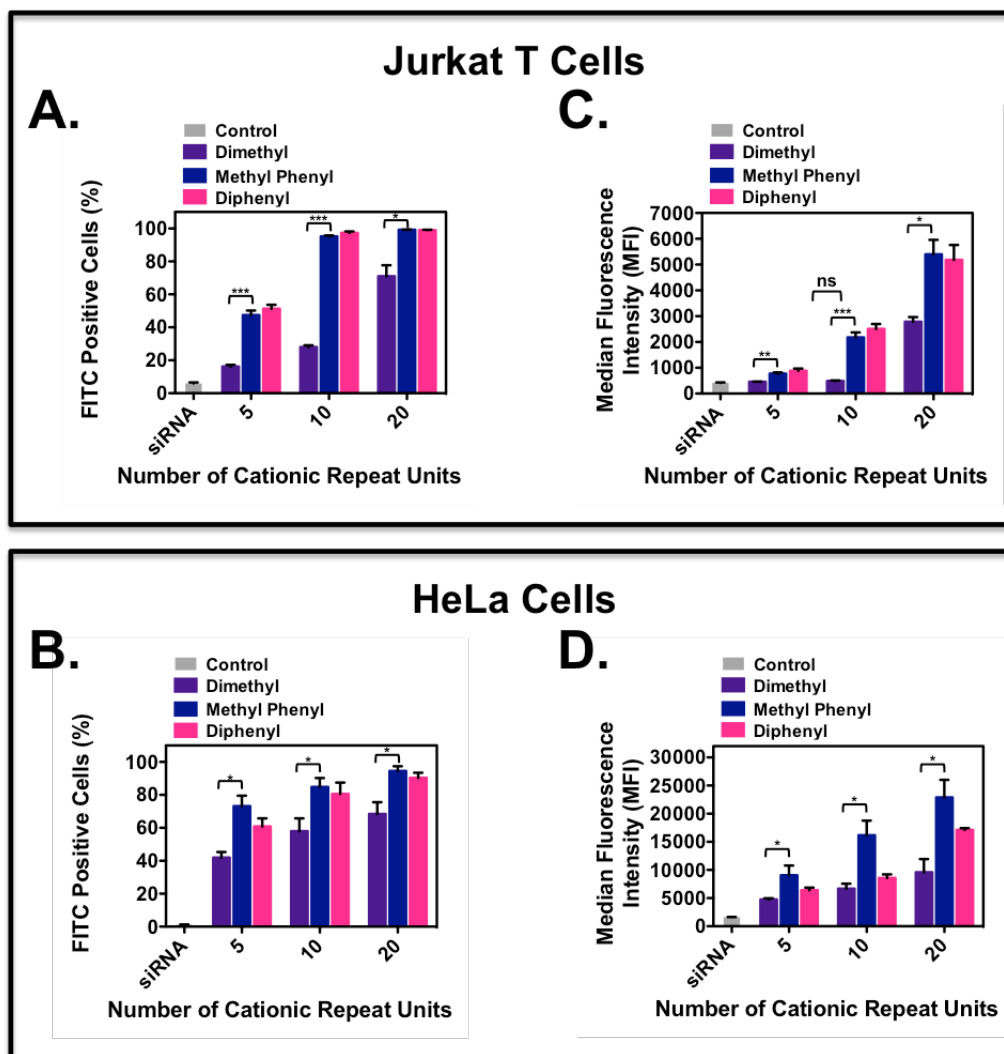 Jurkat T Cells
A.
Control
Dimethyl
Methyl Phenyl
Diphenyl
FITC Positive Cells (%)
100
80
60
40
20
0
***
***
*
siRNA
5
10
20
Number of Cationic Repeat Units
C.
Control
Dimethyl
Methyl Phenyl
Diphenyl
Median Fluorescence
Intensity (MFI)
7000
6000
5000
4000
3000
2000
1000
0
**
ns
***
*
siRNA
5
10
20
Number of Cationic Repeat Units
HeLa Cells
B.
Control
Dimethyl
Methyl Phenyl
Diphenyl
FITC Positive Cells (%)
100
80
60
40
20
0
*
*
*
siRNA
5
10
20
Number of Cationic Repeat Units
D.
Control
Dimethyl
Methyl Phenyl
Diphenyl
Median Fluorescence
Intensity (MFI)
30000
25000
20000
15000
10000
5000
0
*
*
*
siRNA
5
10
20
Number of Cationic Repeat Units